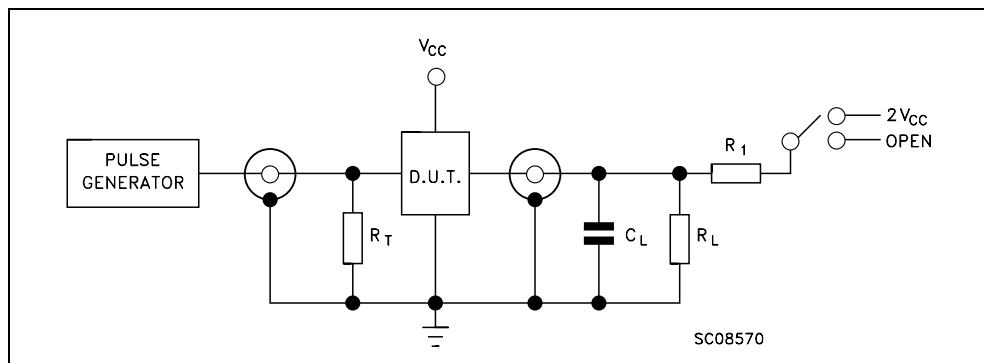 VCC
PULSE
GENERATOR
D.U.T.
RT
CL
RL
R1
2VCC
OPEN
SC08570